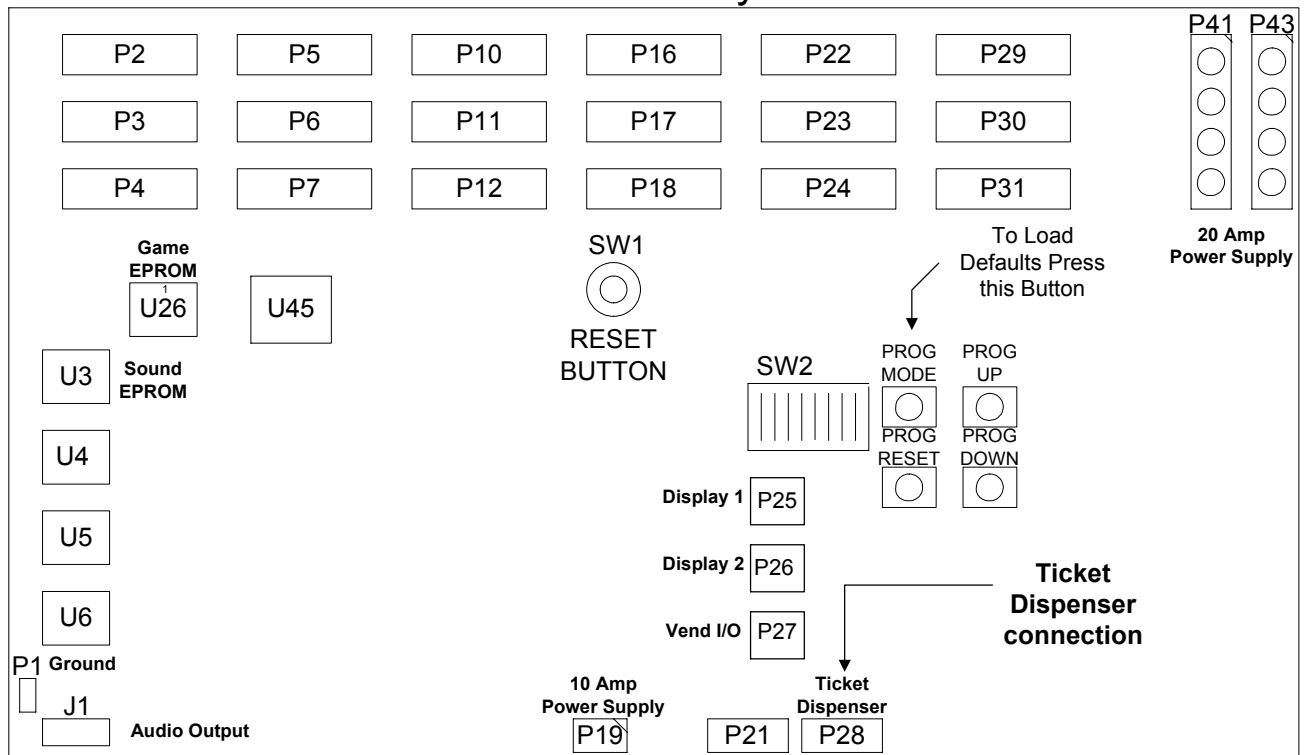 P41 P43
P2 P5 P10 P16 P22 P29
P3 P6 P11 P17 P23 P30
P4 P7 P12 P18 P24 P31
20 Amp
Power Supply
Game
EPROM
1
U26
U45
SW1
RESET
BUTTON
To Load
Defaults Press
this Button
U3
Sound
EPROM
SW2
PROG
MODE
PROG
UP
PROG
RESET
PROG
DOWN
U4
U5
U6
Display 1 P25
Display 2 P26
Vend I/O P27
Ticket
Dispenser
connection
P1 Ground
J1
Audio Output
10 Amp
Power Supply
P19
P21
Ticket
Dispenser
P28